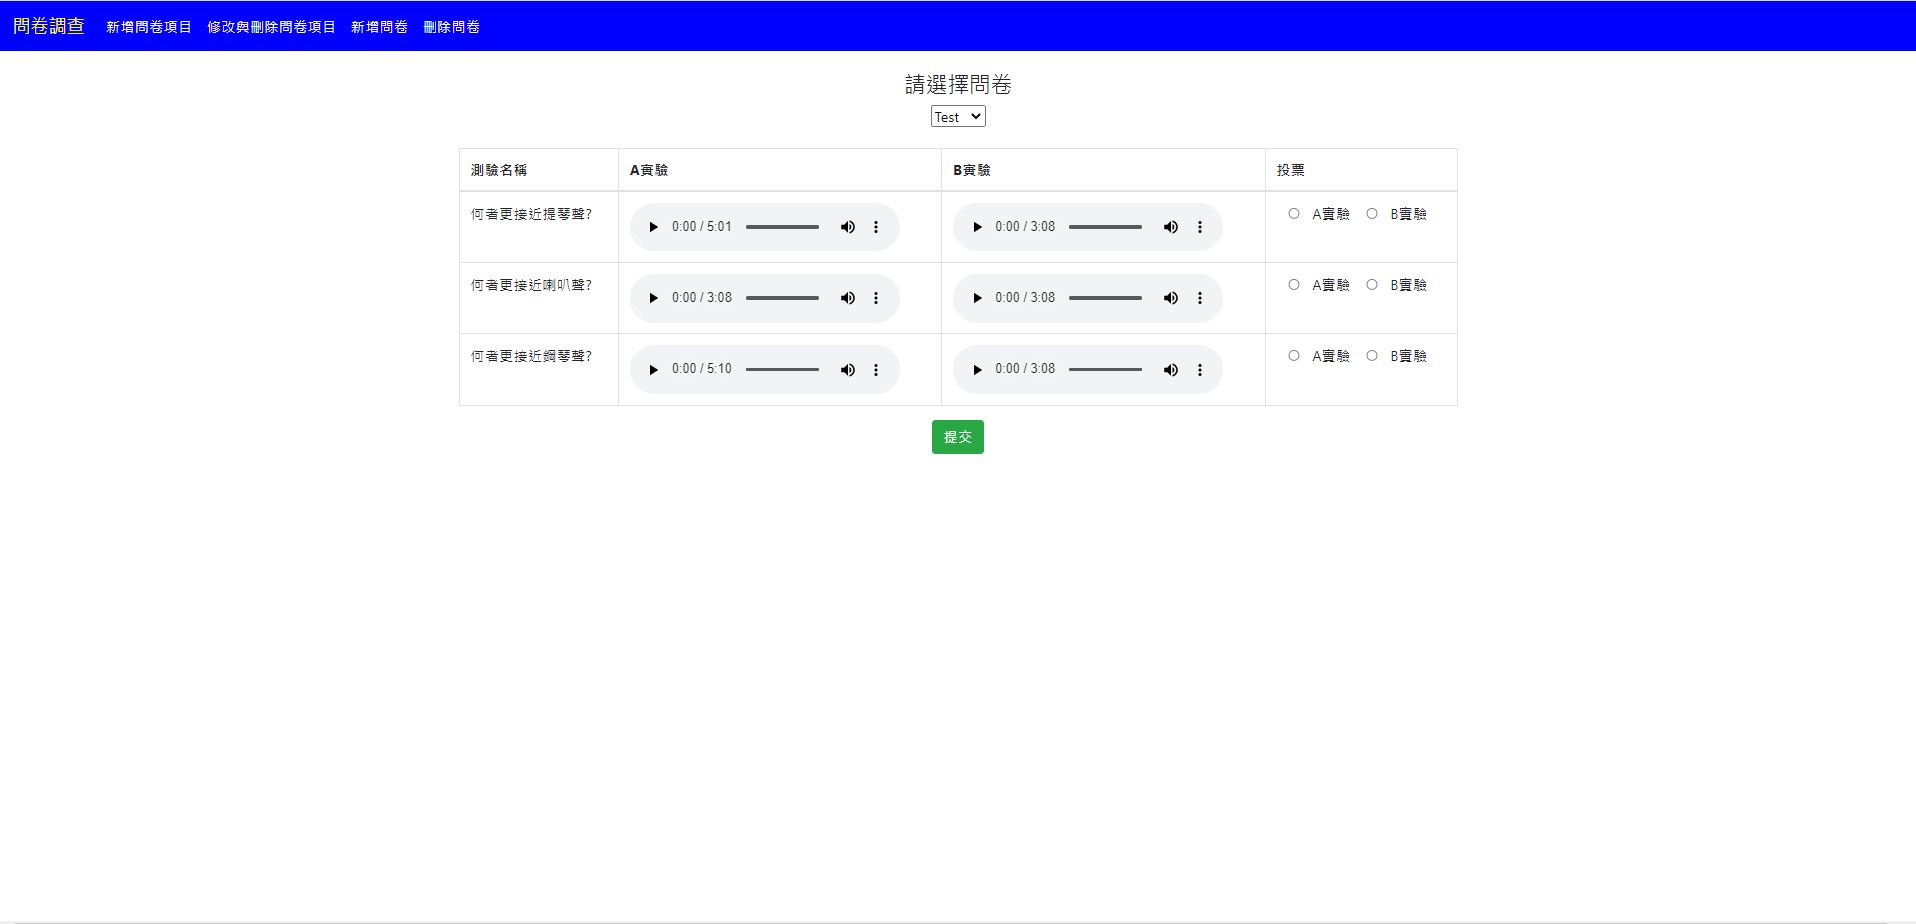 問卷調查 新增問卷項目 修改與刪除問卷項目 新增問卷 刪除問卷
請選擇問卷
Test
測驗名稱 A實驗 B實驗 投票
何者更接近提琴聲? 0:00 / 5:01 0:00 / 3:08 A實驗 B實驗
何者更接近喇叭聲? 0:00 / 3:08 0:00 / 3:08 A實驗 B實驗
何者更接近鋼琴聲? 0:00 / 5:10 0:00 / 3:08 A實驗 B實驗
提交